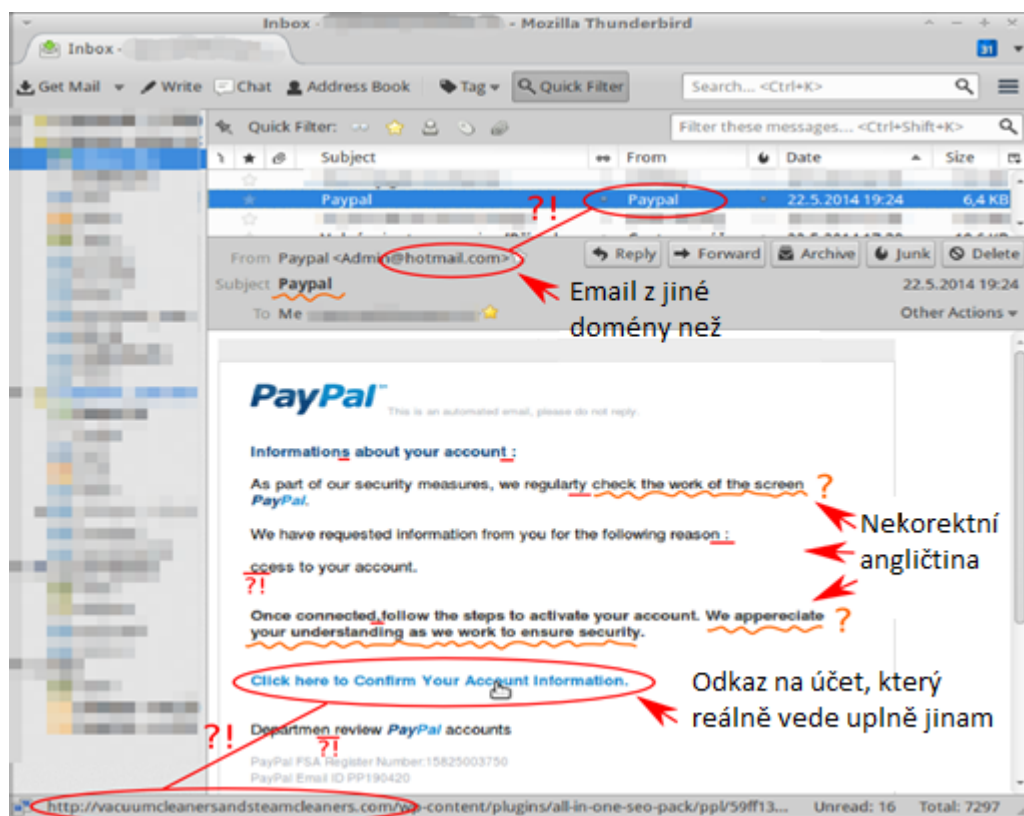 Inbox - - Mozilla Thunderbird
Inbox - 31
Get Mail Write Chat Address Book Tag Quick Filter Search... <Ctrl+K>
Quick Filter: Filter these messages... <Ctrl+Shift+K>
Subject From Date Size
Paypal Paypal 22.5.2014 19:24 6,4 KB
?!
From Paypal <Admin@hotmail.com> Reply Forward Archive Junk Delete
Subject Paypal 22.5.2014 19:24
To Me Other Actions
Email z jiné
domény než
PayPal™ This is an automated email, please do not reply.
Informations about your account :
As part of our security measures, we regularty check the work of the screen ?
PayPal.
We have requested information from you for the following reason :
Nekorektní
angličtina
ccess to your account.
?!
Once connected,follow the steps to activate your account. We appereciate ?
your understanding as we work to ensure security.
Click here to Confirm Your Account Information.
Odkaz na účet, který
reálně vede uplně jinam
?!
Departmen review PayPal accounts
?!
PayPal FSA Register Number:15825003750
PayPal Email ID PP190420
http://vacuumcleanersandsteamcleaners.com/wp-content/plugins/all-in-one-seo-pack/ppl/59ff13... Unread: 16 Total: 7297